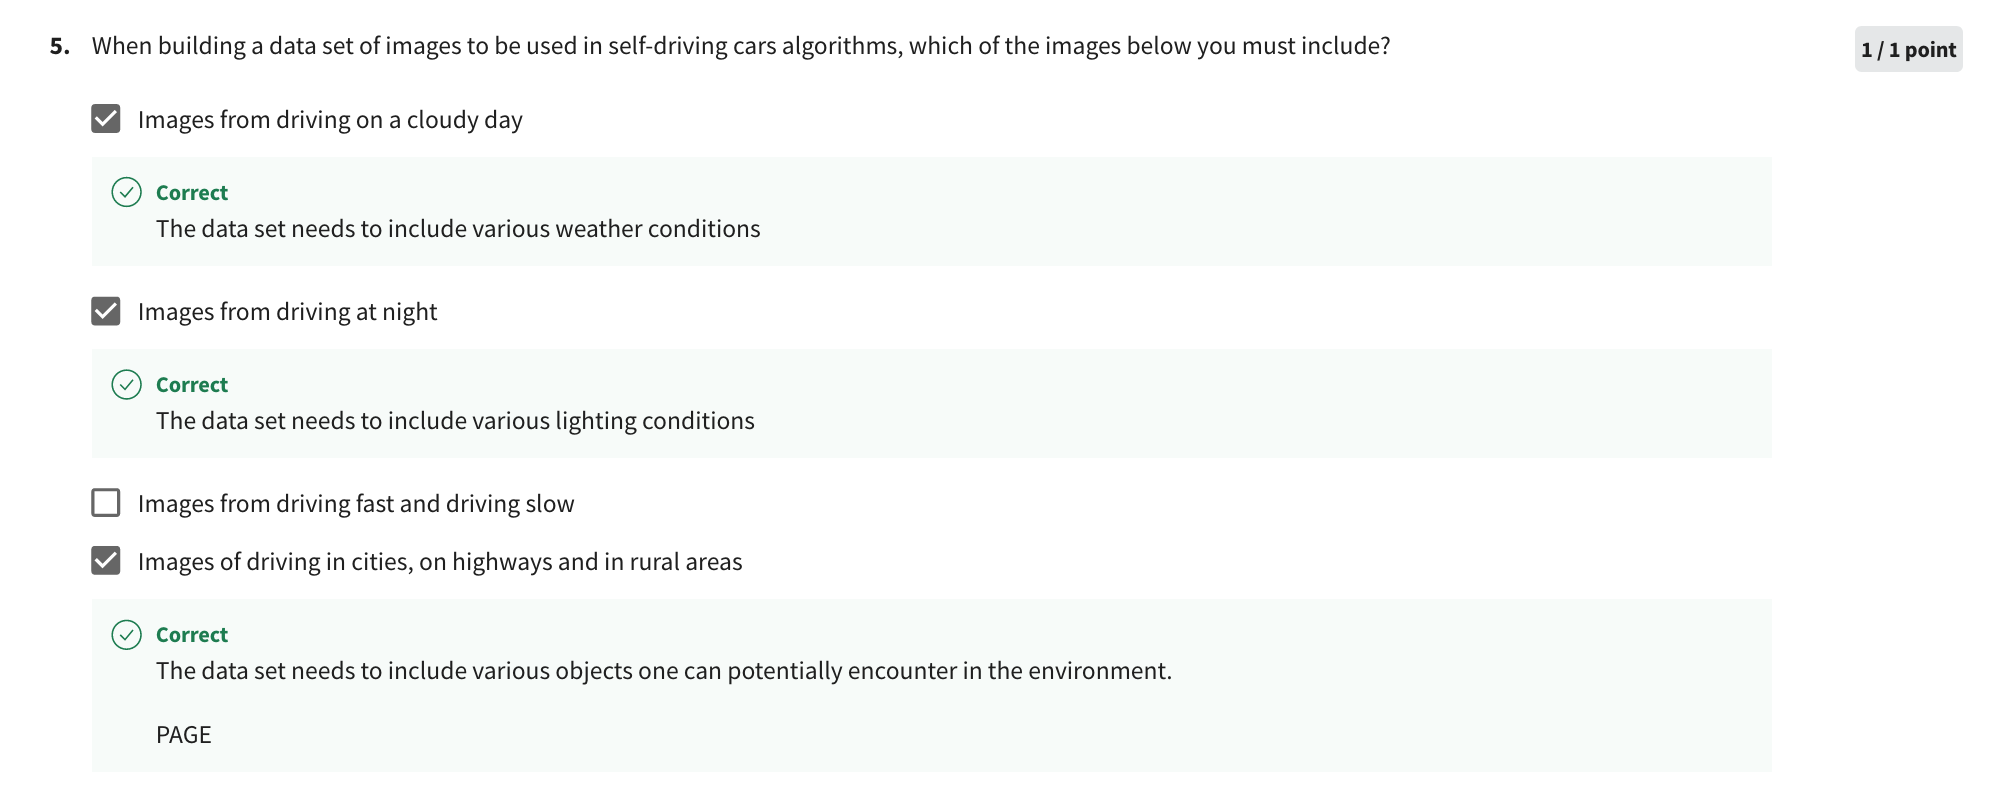 5. When building a data set of images to be used in self-driving cars algorithms, which of the images below you must include?
1 / 1 point
Images from driving on a cloudy day
Correct
The data set needs to include various weather conditions
Images from driving at night
Correct
The data set needs to include various lighting conditions
Images from driving fast and driving slow
Images of driving in cities, on highways and in rural areas
Correct
The data set needs to include various objects one can potentially encounter in the environment.
PAGE